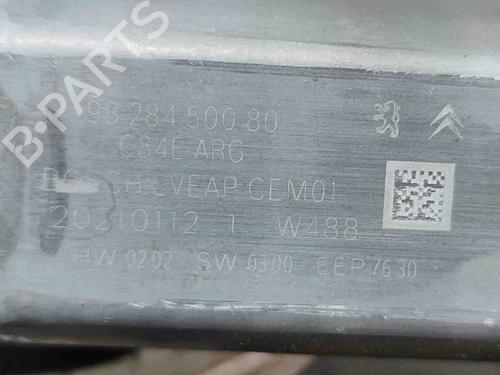 B-PARTS
98 284 500 80
C84E ARG
VEAP CEM01
20210112 1 W488
HW 0202 SW 0300 EEP 7630